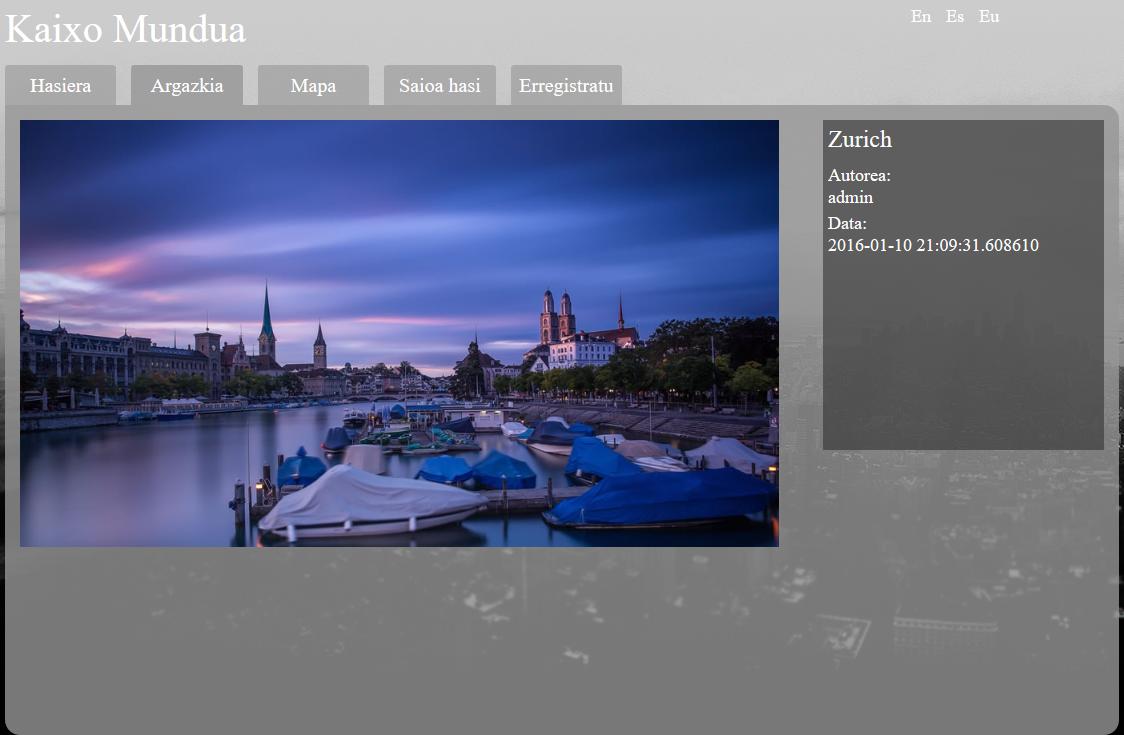 Kaixo Mundua
En Es Eu
Hasiera Argazkia Mapa Saioa hasi Erregistratu
Zurich
Autorea:
admin
Data:
2016-01-10 21:09:31.608610